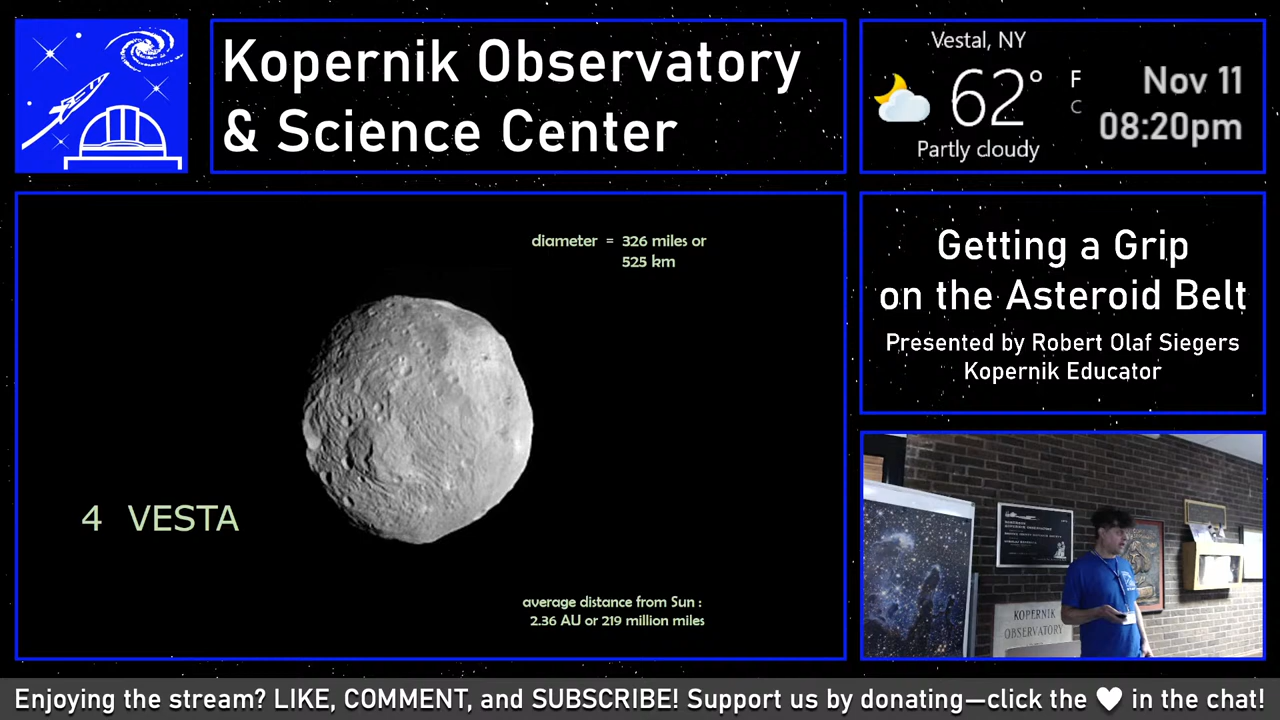 Kopernik Observatory
& Science Center
Vestal, NY
62°
F
C
Partly cloudy
Nov 11
08:20pm
diameter = 326 miles or
525 km
4 VESTA
average distance from Sun :
2.36 AU or 219 million miles
Getting a Grip
on the Asteroid Belt
Presented by Robert Olaf Siegers
Kopernik Educator
KOPERNIK
OBSERVATORY
Enjoying the stream? LIKE, COMMENT, and SUBSCRIBE! Support us by donating—click the ♥ in the chat!